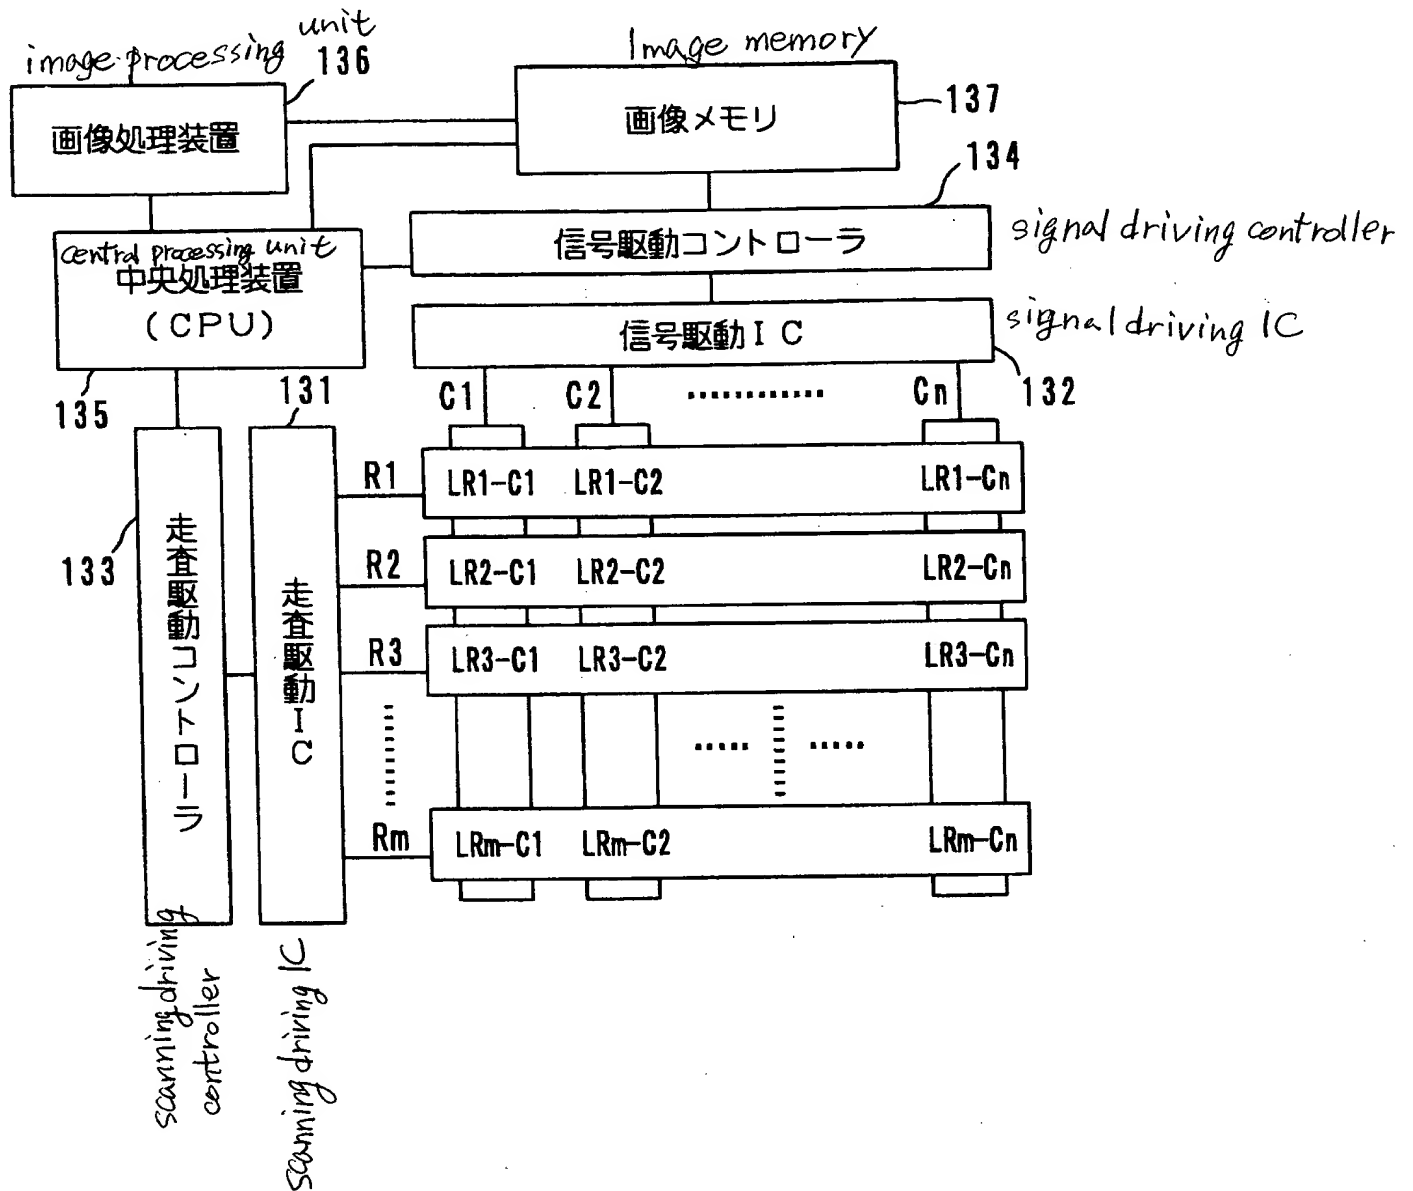 unit
image processing
136
Image memory
画像処理装置
画像メモリ
137
134
central processing unit
中央処理装置
(CPU)
信号駆動コントローラ
signal driving controller
信号駆動IC
signal driving IC
135
131
C1
C2
Cn
132
133
走査駆動コントローラ
走査駆動IC
R1
LR1-C1
LR1-C2
LR1-Cn
R2
LR2-C1
LR2-C2
LR2-Cn
R3
LR3-C1
LR3-C2
LR3-Cn
Rm
LRm-C1
LRm-C2
LRm-Cn
scanning driving
controller
scanning driving IC